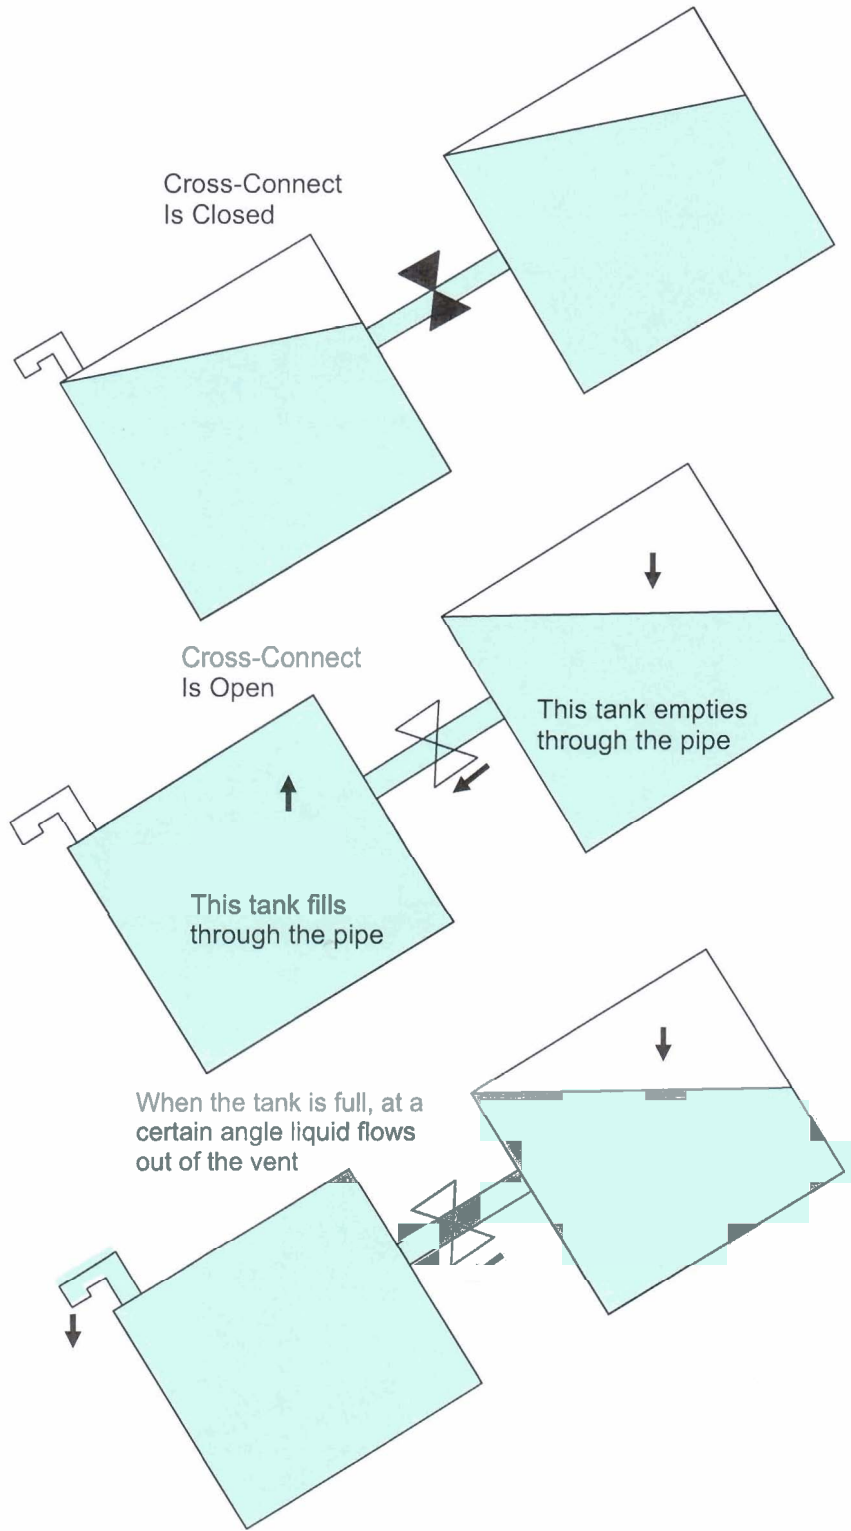 Cross-Connect
Is Closed
Cross-Connect
Is Open
This tank empties
through the pipe
This tank fills
through the pipe
When the tank is full, at a
certain angle liquid flows
out of the vent